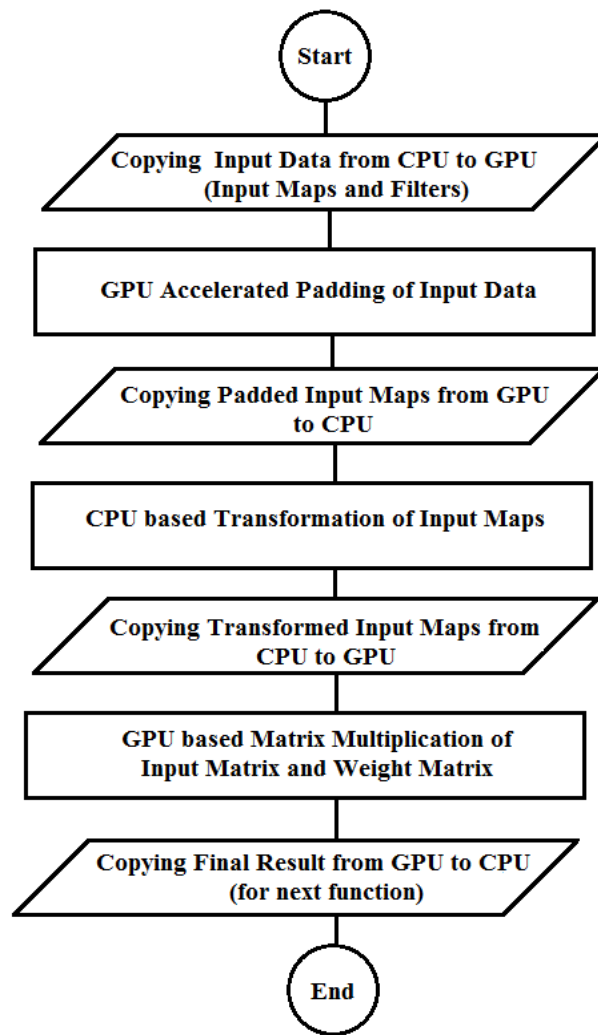 Start
Copying Input Data from CPU to GPU
(Input Maps and Filters)
GPU Accelerated Padding of Input Data
Copying Padded Input Maps from GPU
to CPU
CPU based Transformation of Input Maps
Copying Transformed Input Maps from
CPU to GPU
GPU based Matrix Multiplication of
Input Matrix and Weight Matrix
Copying Final Result from GPU to CPU
(for next function)
End